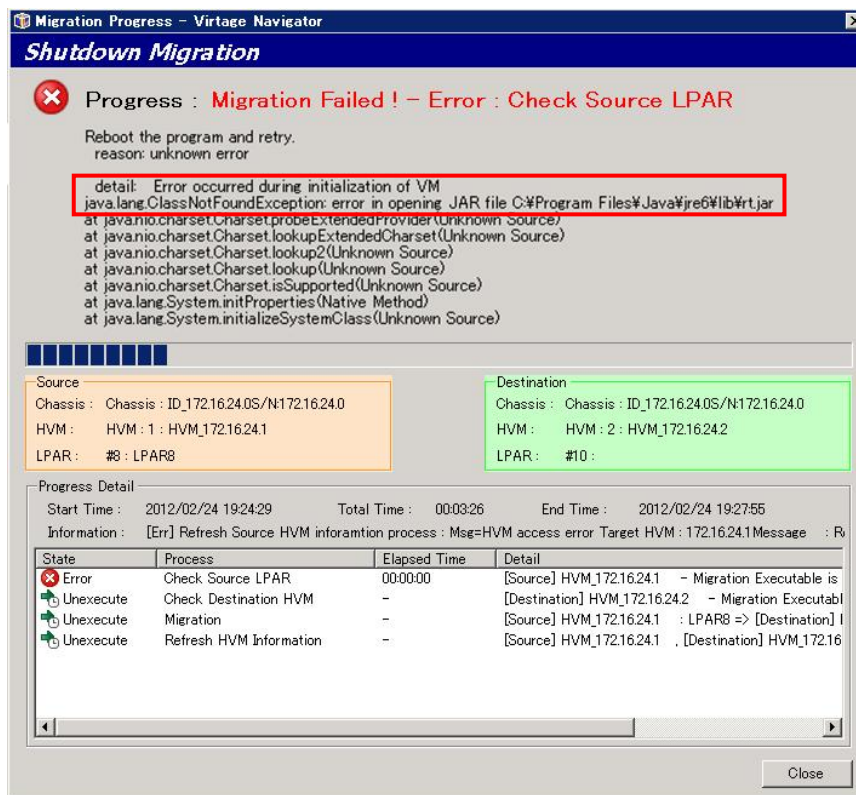 Migration Progress - Virtage Navigator
Shutdown Migration
Progress : Migration Failed ! - Error : Check Source LPAR
Reboot the program and retry.
reason: unknown error
detail: Error occurred during initialization of VM
java.lang.ClassNotFoundException: error in opening JAR file C:¥Program Files¥Java¥jre6¥lib¥rt.jar
at java.nio.charset.Charset.probeExtendedProvider(Unknown Source)
at java.nio.charset.Charset.lookupExtendedCharset(Unknown Source)
at java.nio.charset.Charset.lookup2(Unknown Source)
at java.nio.charset.Charset.lookup(Unknown Source)
at java.nio.charset.Charset.isSupported(Unknown Source)
at java.lang.System.initProperties(Native Method)
at java.lang.System.initializeSystemClass(Unknown Source)
Source
Chassis : Chassis : ID_172.16.24.0S/N:172.16.24.0
HVM : HVM : 1 : HVM_172.16.24.1
LPAR : #8 : LPAR8
Destination
Chassis : Chassis : ID_172.16.24.0S/N:172.16.24.0
HVM : HVM : 2 : HVM_172.16.24.2
LPAR : #10 :
Progress Detail
Start Time : 2012/02/24 19:24:29 Total Time : 00:03:26 End Time : 2012/02/24 19:27:55
Information : [Err] Refresh Source HVM inforamtion process : Msg=HVM access error Target HVM : 172.16.24.1 Message : R
State Process Elapsed Time Detail
Error Check Source LPAR 00:00:00 [Source] HVM_172.16.24.1 - Migration Executable is
Unexecute Check Destination HVM - [Destination] HVM_172.16.24.2 - Migration Executabl
Unexecute Migration - [Source] HVM_172.16.24.1 : LPAR8 => [Destination]
Unexecute Refresh HVM Information - [Source] HVM_172.16.24.1 , [Destination] HVM_172.16
Close